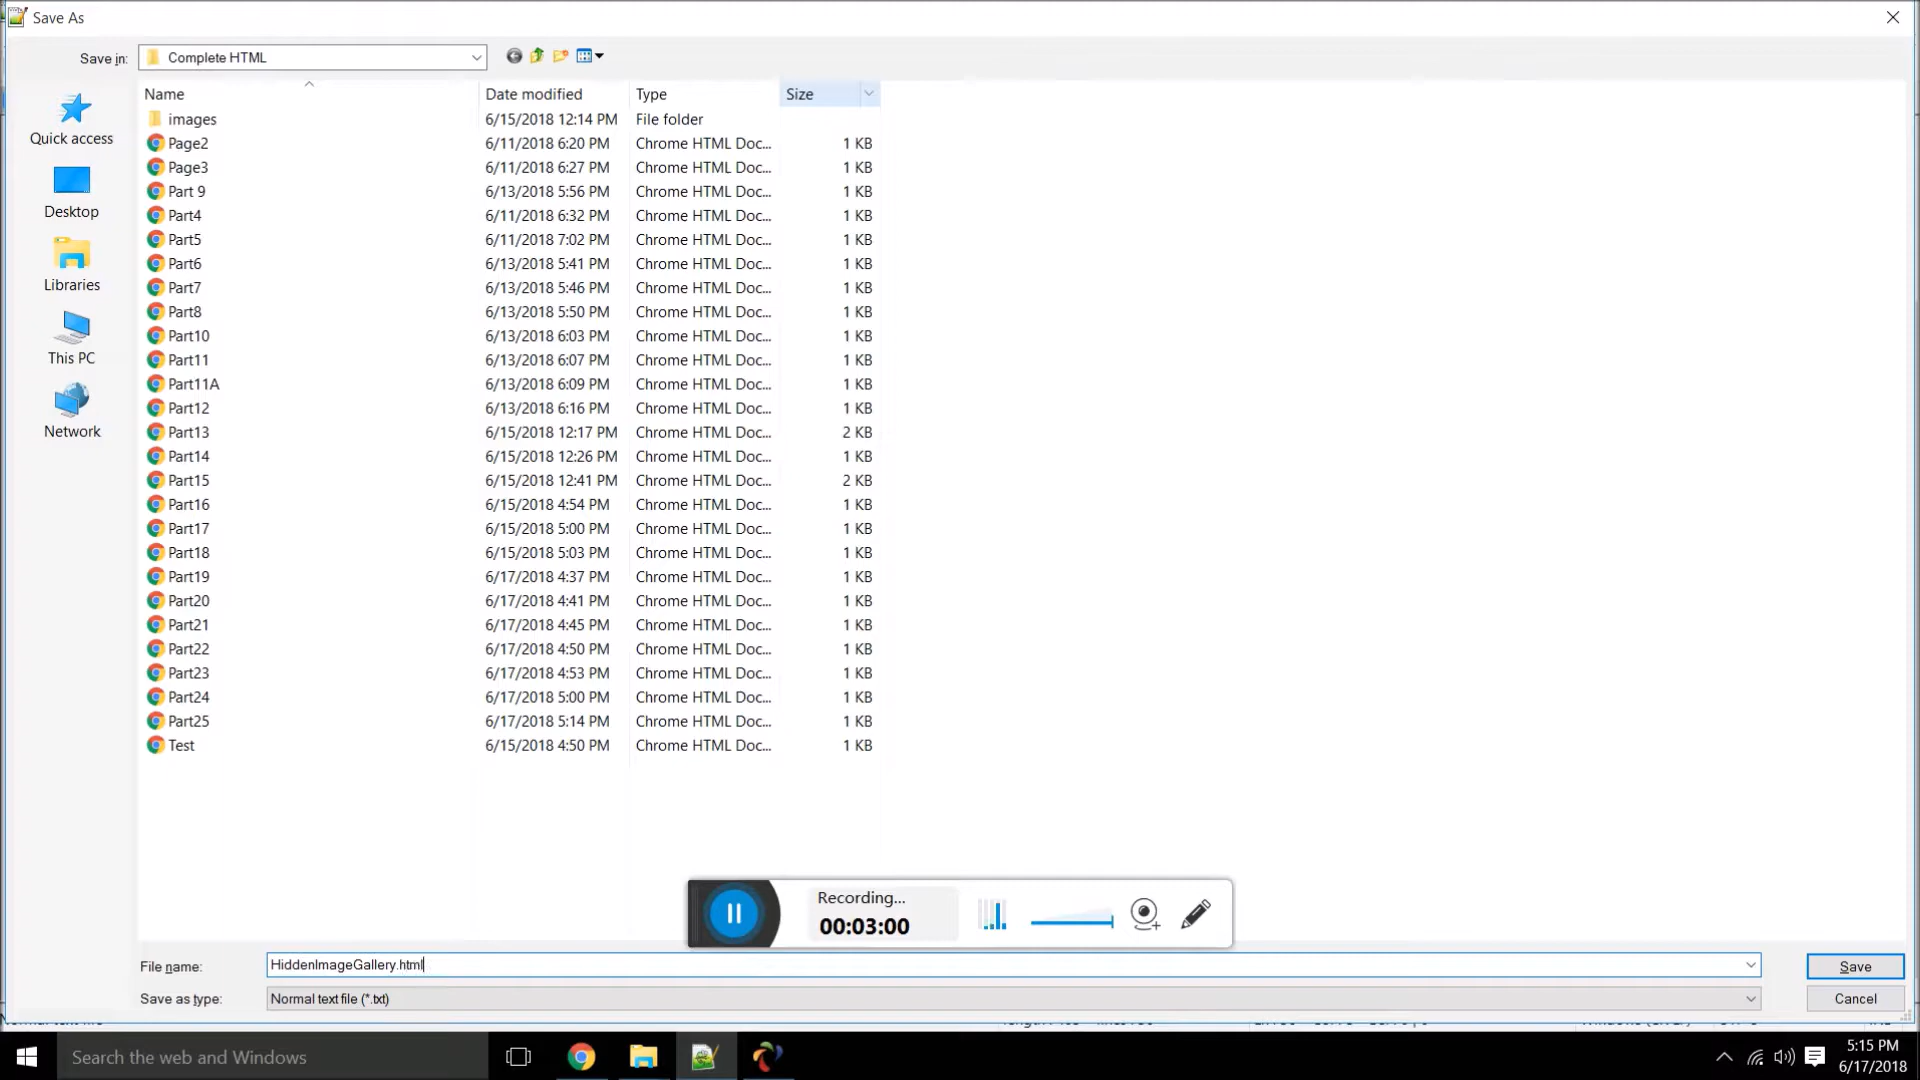 Save As
Save in: Complete HTML
Name Date modified Type Size
images 6/15/2018 12:14 PM File folder
Page2 6/11/2018 6:20 PM Chrome HTML Doc... 1 KB
Page3 6/11/2018 6:27 PM Chrome HTML Doc... 1 KB
Part 9 6/13/2018 5:56 PM Chrome HTML Doc... 1 KB
Part4 6/11/2018 6:32 PM Chrome HTML Doc... 1 KB
Part5 6/11/2018 7:02 PM Chrome HTML Doc... 1 KB
Part6 6/13/2018 5:41 PM Chrome HTML Doc... 1 KB
Part7 6/13/2018 5:46 PM Chrome HTML Doc... 1 KB
Part8 6/13/2018 5:50 PM Chrome HTML Doc... 1 KB
Part10 6/13/2018 6:03 PM Chrome HTML Doc... 1 KB
Part11 6/13/2018 6:07 PM Chrome HTML Doc... 1 KB
Part11A 6/13/2018 6:09 PM Chrome HTML Doc... 1 KB
Part12 6/13/2018 6:16 PM Chrome HTML Doc... 1 KB
Part13 6/15/2018 12:17 PM Chrome HTML Doc... 2 KB
Part14 6/15/2018 12:26 PM Chrome HTML Doc... 1 KB
Part15 6/15/2018 12:41 PM Chrome HTML Doc... 2 KB
Part16 6/15/2018 4:54 PM Chrome HTML Doc... 1 KB
Part17 6/15/2018 5:00 PM Chrome HTML Doc... 1 KB
Part18 6/15/2018 5:03 PM Chrome HTML Doc... 1 KB
Part19 6/17/2018 4:37 PM Chrome HTML Doc... 1 KB
Part20 6/17/2018 4:41 PM Chrome HTML Doc... 1 KB
Part21 6/17/2018 4:45 PM Chrome HTML Doc... 1 KB
Part22 6/17/2018 4:50 PM Chrome HTML Doc... 1 KB
Part23 6/17/2018 4:53 PM Chrome HTML Doc... 1 KB
Part24 6/17/2018 5:00 PM Chrome HTML Doc... 1 KB
Part25 6/17/2018 5:14 PM Chrome HTML Doc... 1 KB
Test 6/15/2018 4:50 PM Chrome HTML Doc... 1 KB
Quick access
Desktop
Libraries
This PC
Network
Recording...
00:03:00
File name: HiddenImageGallery.html Save
Save as type: Normal text file (*.txt) Cancel
Search the web and Windows
5:15 PM
6/17/2018